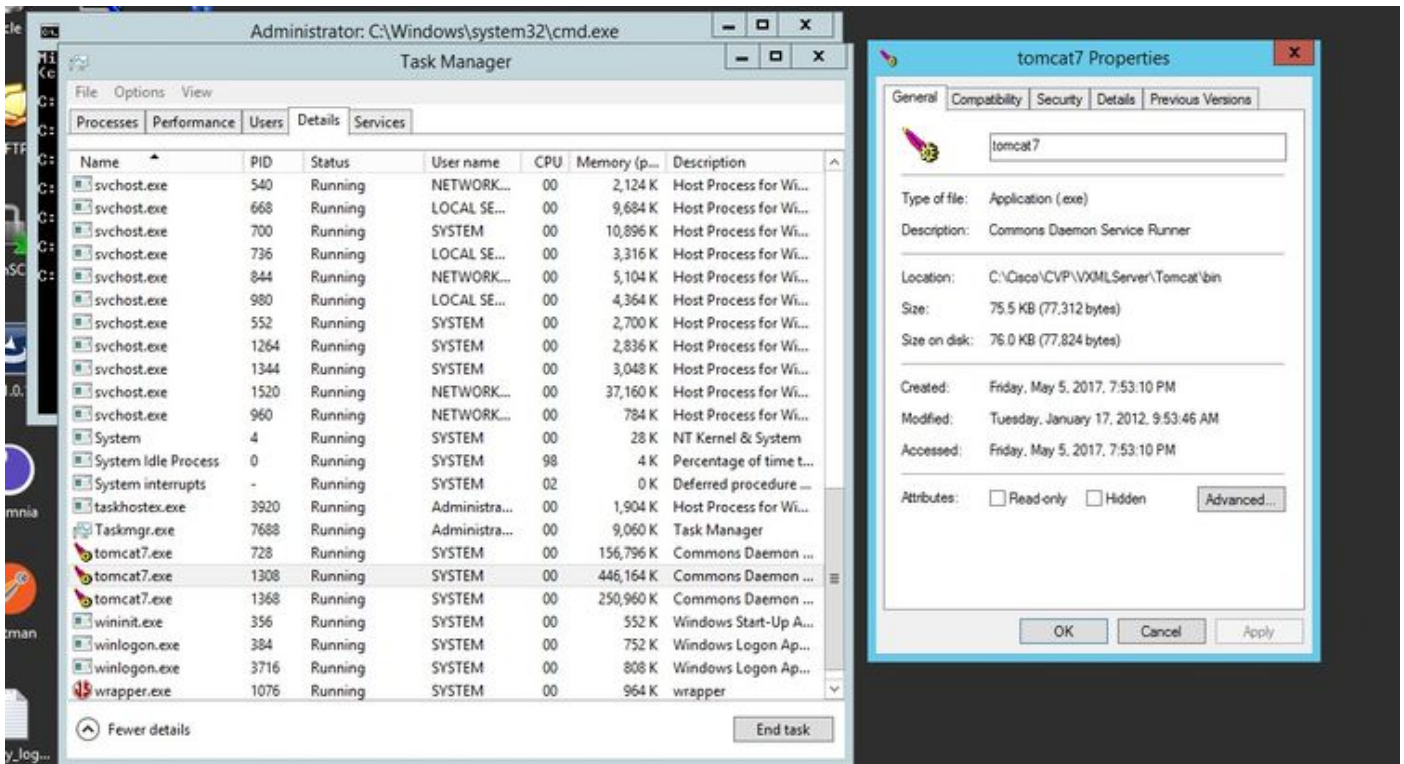 Administrator: C:\Windows\system32\cmd.exe
Task Manager
File Options View
Processes Performance Users Details Services
Name PID Status User name CPU Memory (p... Description
svchost.exe 540 Running NETWORK... 00 2,124 K Host Process for Wi...
svchost.exe 668 Running LOCAL SE... 00 9,684 K Host Process for Wi...
svchost.exe 700 Running SYSTEM 00 10,896 K Host Process for Wi...
svchost.exe 736 Running LOCAL SE... 00 3,316 K Host Process for Wi...
svchost.exe 844 Running NETWORK... 00 5,104 K Host Process for Wi...
svchost.exe 980 Running LOCAL SE... 00 4,364 K Host Process for Wi...
svchost.exe 552 Running SYSTEM 00 2,700 K Host Process for Wi...
svchost.exe 1264 Running SYSTEM 00 2,836 K Host Process for Wi...
svchost.exe 1344 Running SYSTEM 00 3,048 K Host Process for Wi...
svchost.exe 1520 Running NETWORK... 00 37,160 K Host Process for Wi...
svchost.exe 960 Running NETWORK... 00 784 K Host Process for Wi...
System 4 Running SYSTEM 00 28 K NT Kernel & System
System Idle Process 0 Running SYSTEM 98 4 K Percentage of time t...
System interrupts - Running SYSTEM 02 0 K Deferred procedure ...
taskhostex.exe 3920 Running Administra... 00 1,904 K Host Process for Wi...
Taskmgr.exe 7688 Running Administra... 00 9,060 K Task Manager
tomcat7.exe 728 Running SYSTEM 00 156,796 K Commons Daemon ...
tomcat7.exe 1308 Running SYSTEM 00 446,164 K Commons Daemon ...
tomcat7.exe 1368 Running SYSTEM 00 250,960 K Commons Daemon ...
wininit.exe 356 Running SYSTEM 00 552 K Windows Start-Up A...
winlogon.exe 384 Running SYSTEM 00 752 K Windows Logon Ap...
winlogon.exe 3716 Running SYSTEM 00 808 K Windows Logon Ap...
wrapper.exe 1076 Running SYSTEM 00 964 K wrapper
Fewer details
End task
tomcat7 Properties
General Compatibility Security Details Previous Versions
tomcat7
Type of file: Application (.exe)
Description: Commons Daemon Service Runner
Location: C:\Cisco\CVP\VXMLServer\Tomcat\bin
Size: 75.5 KB (77,312 bytes)
Size on disk: 76.0 KB (77,824 bytes)
Created: Friday, May 5, 2017, 7:53:10 PM
Modified: Tuesday, January 17, 2012, 9:53:46 AM
Accessed: Friday, May 5, 2017, 7:53:10 PM
Attributes: Read-only Hidden Advanced...
OK Cancel Apply